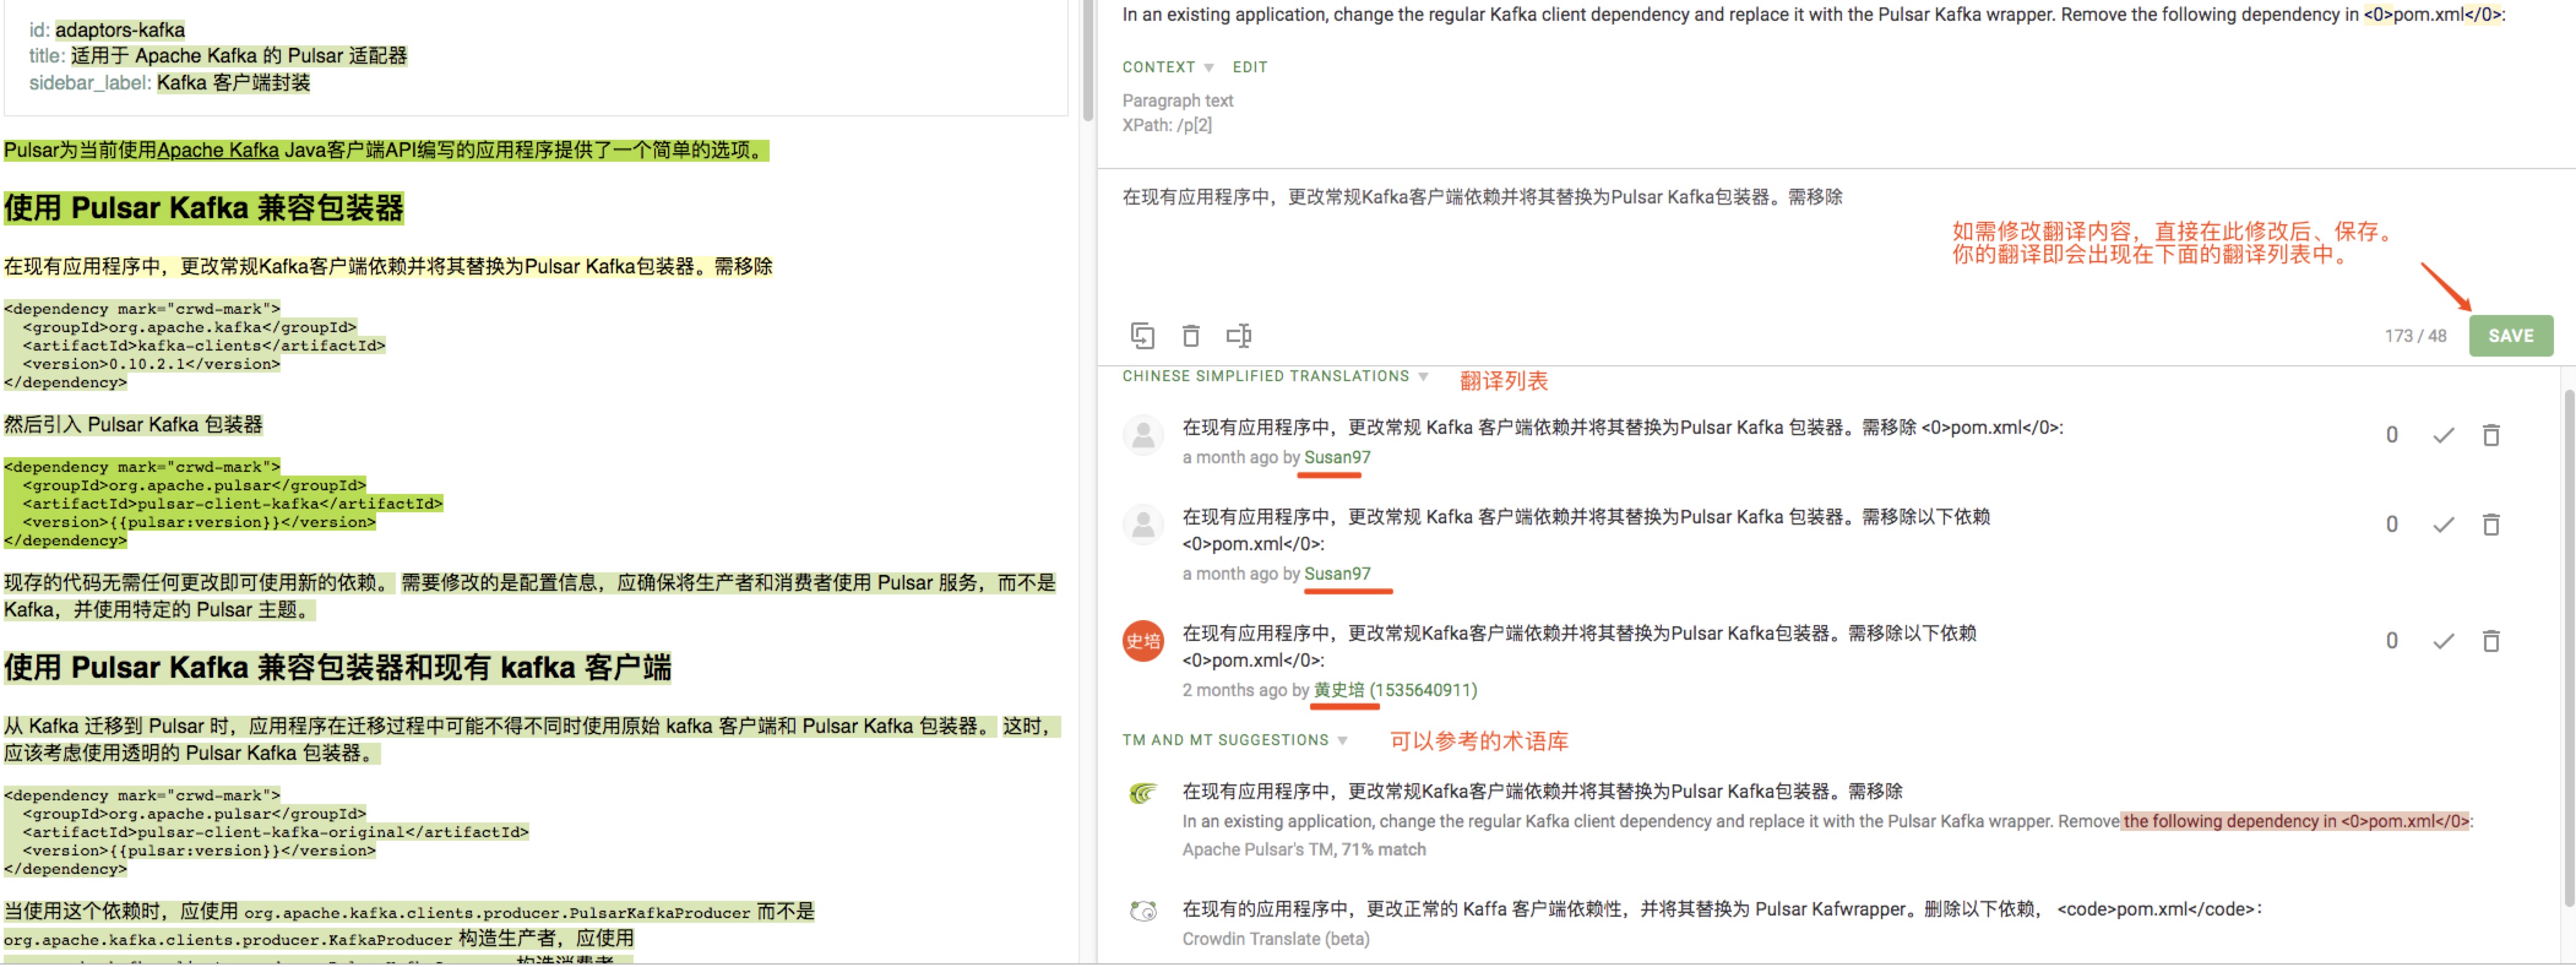 id: adaptors-kafka
title: 适用于 Apache Kafka 的 Pulsar 适配器
sidebar_label: Kafka 客户端封装
Pulsar为当前使用Apache Kafka Java客户端API编写的应用程序提供了一个简单的选项。
使用 Pulsar Kafka 兼容包装器
在现有应用程序中，更改常规Kafka客户端依赖并将其替换为Pulsar Kafka包装器。需移除
<dependency mark="crwd-mark">
<groupId>org.apache.kafka</groupId>
<artifactId>kafka-clients</artifactId>
<version>0.10.2.1</version>
</dependency>
然后引入 Pulsar Kafka 包装器
<dependency mark="crwd-mark">
<groupId>org.apache.pulsar</groupId>
<artifactId>pulsar-client-kafka</artifactId>
<version>{{pulsar:version}}</version>
</dependency>
现存的代码无需任何更改即可使用新的依赖。 需要修改的是配置信息，应确保将生产者和消费者使用 Pulsar 服务，而不是
Kafka，并使用特定的 Pulsar 主题。
使用 Pulsar Kafka 兼容包装器和现有 kafka 客户端
从 Kafka 迁移到 Pulsar 时，应用程序在迁移过程中可能不得不同时使用原始 kafka 客户端和 Pulsar Kafka 包装器。 这时，
应该考虑使用透明的 Pulsar Kafka 包装器。
<dependency mark="crwd-mark">
<groupId>org.apache.pulsar</groupId>
<artifactId>pulsar-client-kafka-original</artifactId>
<version>{{pulsar:version}}</version>
</dependency>
当使用这个依赖时，应使用 org.apache.kafka.clients.producer.PulsarKafkaProducer 而不是
org.apache.kafka.clients.producer.KafkaProducer 构造生产者，应使用
In an existing application, change the regular Kafka client dependency and replace it with the Pulsar Kafka wrapper. Remove the following dependency in <0>pom.xml</0>:
CONTEXT EDIT
Paragraph text
XPath: /p[2]
在现有应用程序中，更改常规Kafka客户端依赖并将其替换为Pulsar Kafka包装器。需移除
如需修改翻译内容，直接在此修改后、保存。
你的翻译即会出现在下面的翻译列表中。
173 / 48 SAVE
CHINESE SIMPLIFIED TRANSLATIONS 翻译列表
在现有应用程序中，更改常规 Kafka 客户端依赖并将其替换为Pulsar Kafka 包装器。需移除 <0>pom.xml</0>:
0
a month ago by Susan97
在现有应用程序中，更改常规 Kafka 客户端依赖并将其替换为Pulsar Kafka 包装器。需移除以下依赖
<0>pom.xml</0>:
0
a month ago by Susan97
史培
在现有应用程序中，更改常规Kafka客户端依赖并将其替换为Pulsar Kafka包装器。需移除以下依赖
<0>pom.xml</0>:
0
2 months ago by 黄史培 (1535640911)
TM AND MT SUGGESTIONS 可以参考的术语库
在现有应用程序中，更改常规Kafka客户端依赖并将其替换为Pulsar Kafka包装器。需移除
In an existing application, change the regular Kafka client dependency and replace it with the Pulsar Kafka wrapper. Remove the following dependency in <0>pom.xml</0>:
Apache Pulsar's TM, 71% match
在现有的应用程序中，更改正常的 Kaffa 客户端依赖性，并将其替换为 Pulsar Kafwrapper。删除以下依赖， <code>pom.xml</code>：
Crowdin Translate (beta)